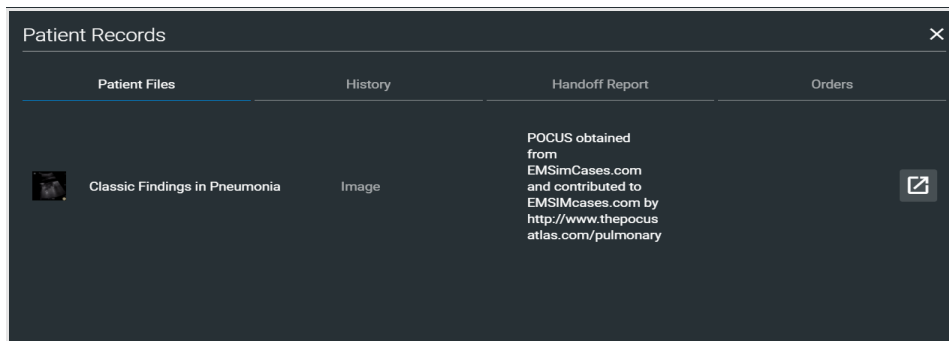 Patient Records
Patient Files
History
Handoff Report
Orders
Classic Findings in Pneumonia
Image
POCUS obtained
from
EMSimCases.com
and contributed to
EMSIMcases.com by
http://www.thepocus
atlas.com/pulmonary